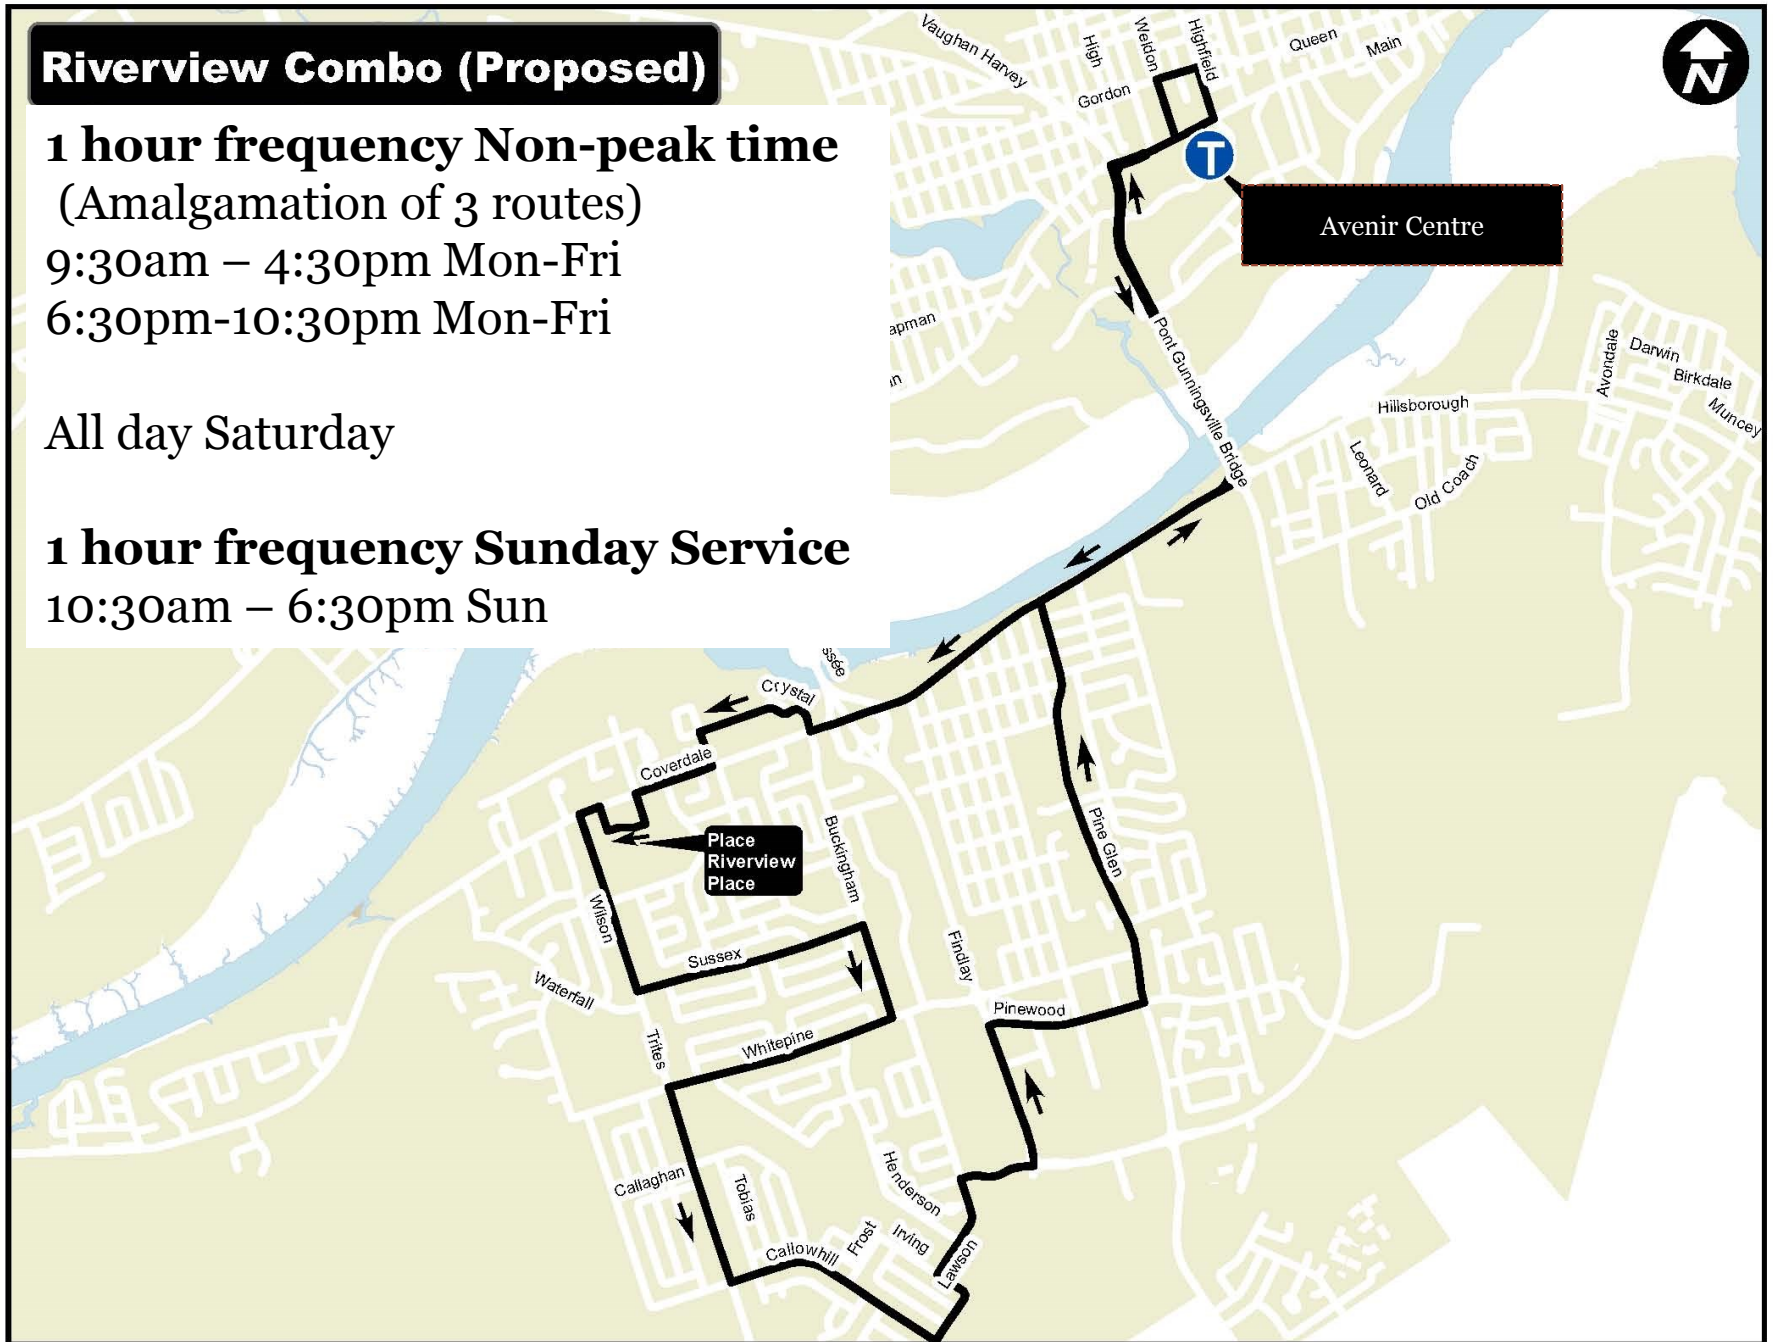 Riverview Combo (Proposed)
1 hour frequency Non-peak time
(Amalgamation of 3 routes)
9:30am – 4:30pm Mon-Fri
6:30pm-10:30pm Mon-Fri
All day Saturday
1 hour frequency Sunday Service
10:30am – 6:30pm Sun
Vaughan Harvey
High
Weldon
Highfield
Queen
Main
Gordon
N
T
Avenir Centre
Pont Gunningsville Bridge
Avondale
Darwin
Birkdale
Muncey
Hillsborough
Leonard
Old Coach
Crystal
Coverdale
Place
Riverview
Place
Buckingham
Pine Glen
Wilson
Sussex
Findlay
Waterfall
Pinewood
Trites
Whitepine
Callaghan
Tobias
Henderson
Frost
Irving
Callowhill
Lawson